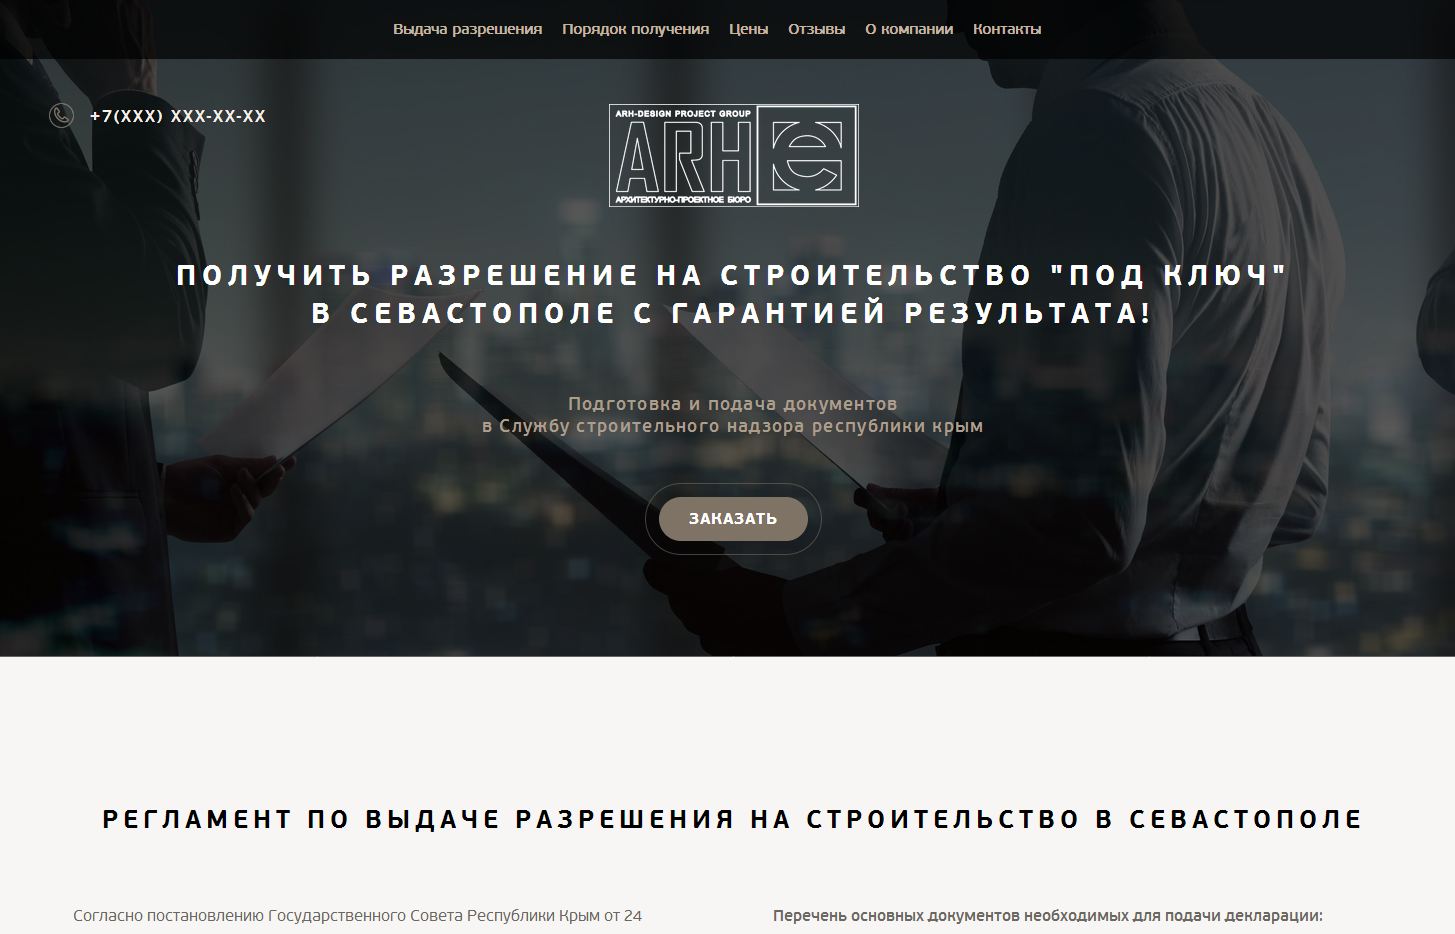 Выдача разрешения Порядок получения Цены Отзывы О компании Контакты
+7(XXX) XXX-XX-XX
ARH-DESIGN PROJECT GROUP
ARH e
АРХИТЕКТУРНО-ПРОЕКТНОЕ БЮРО
ПОЛУЧИТЬ РАЗРЕШЕНИЕ НА СТРОИТЕЛЬСТВО "ПОД КЛЮЧ"
В СЕВАСТОПОЛЕ С ГАРАНТИЕЙ РЕЗУЛЬТАТА!
Подготовка и подача документов
в Службу строительного надзора республики крым
ЗАКАЗАТЬ
РЕГЛАМЕНТ ПО ВЫДАЧЕ РАЗРЕШЕНИЯ НА СТРОИТЕЛЬСТВО В СЕВАСТОПОЛЕ
Согласно постановлению Государственного Совета Республики Крым от 24
Перечень основных документов необходимых для подачи декларации: